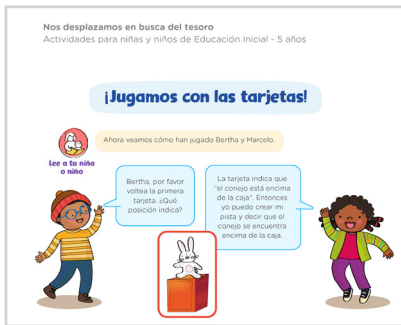 Nos desplazamos en busca del tesoro
Actividades para niñas y niños de Educación Inicial - 5 años
¡Jugamos con las tarjetas!
Ahora veamos cómo han jugado Bertha y Marcelo.
Lee a tu niña
o niño
Bertha, por favor
voltea la primera
tarjeta. ¿Qué
posición indica?
La tarjeta indica que
"el conejo está encima
de la caja". Entonces
yo puedo crear mi
pista y decir que el
conejo se encuentra
encima de la caja.